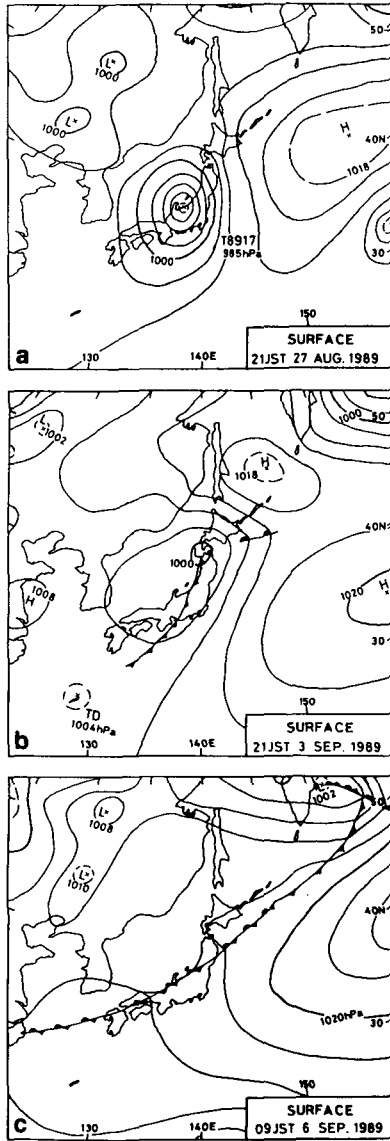 50
L
1000
L
1000
H
40N
1018
1000
T8917
985hPa
30
130
140E
150
a
SURFACE
21JST 27 AUG. 1989
1002
1000
50
H
1018
40N
1000
1008
H
H
1020
30
TD
1004hPa
130
140E
150
b
SURFACE
21JST 3 SEP. 1989
L
1002
50
L
1008
L
1010
40N
1020hPa
30
130
140E
150
c
SURFACE
09JST 6 SEP. 1989